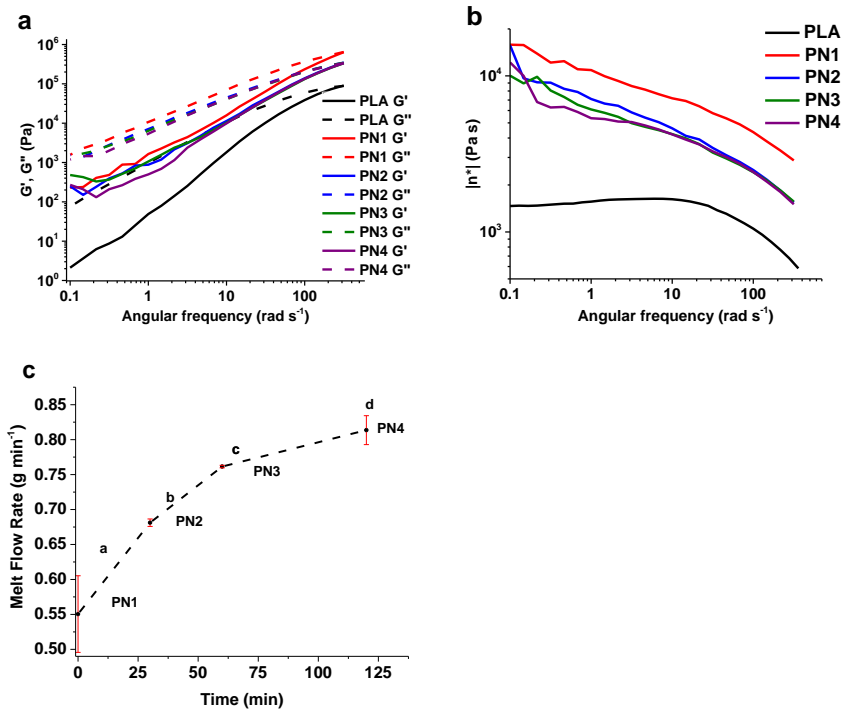 a
G', G'' (Pa)
10⁶
10⁵
10⁴
10³
10²
10¹
10⁰
0.1
1
10
100
Angular frequency (rad s⁻¹)
PLA G'
PLA G"
PN1 G'
PN1 G"
PN2 G'
PN2 G"
PN3 G'
PN3 G"
PN4 G'
PN4 G"
b
|n*| (Pa s)
10⁴
10³
0.1
1
10
100
Angular frequency (rad s⁻¹)
PLA
PN1
PN2
PN3
PN4
c
Melt Flow Rate (g min⁻¹)
0.85
0.80
0.75
0.70
0.65
0.60
0.55
0.50
0
25
50
75
100
125
Time (min)
a
PN1
b
PN2
c
PN3
d
PN4